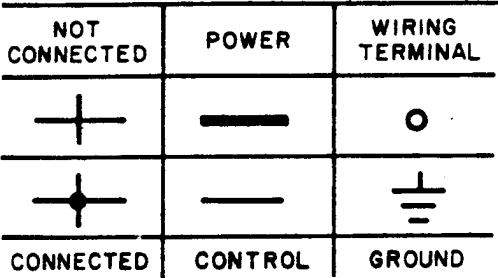 NOT
CONNECTED
POWER
WIRING
TERMINAL
CONNECTED
CONTROL
GROUND